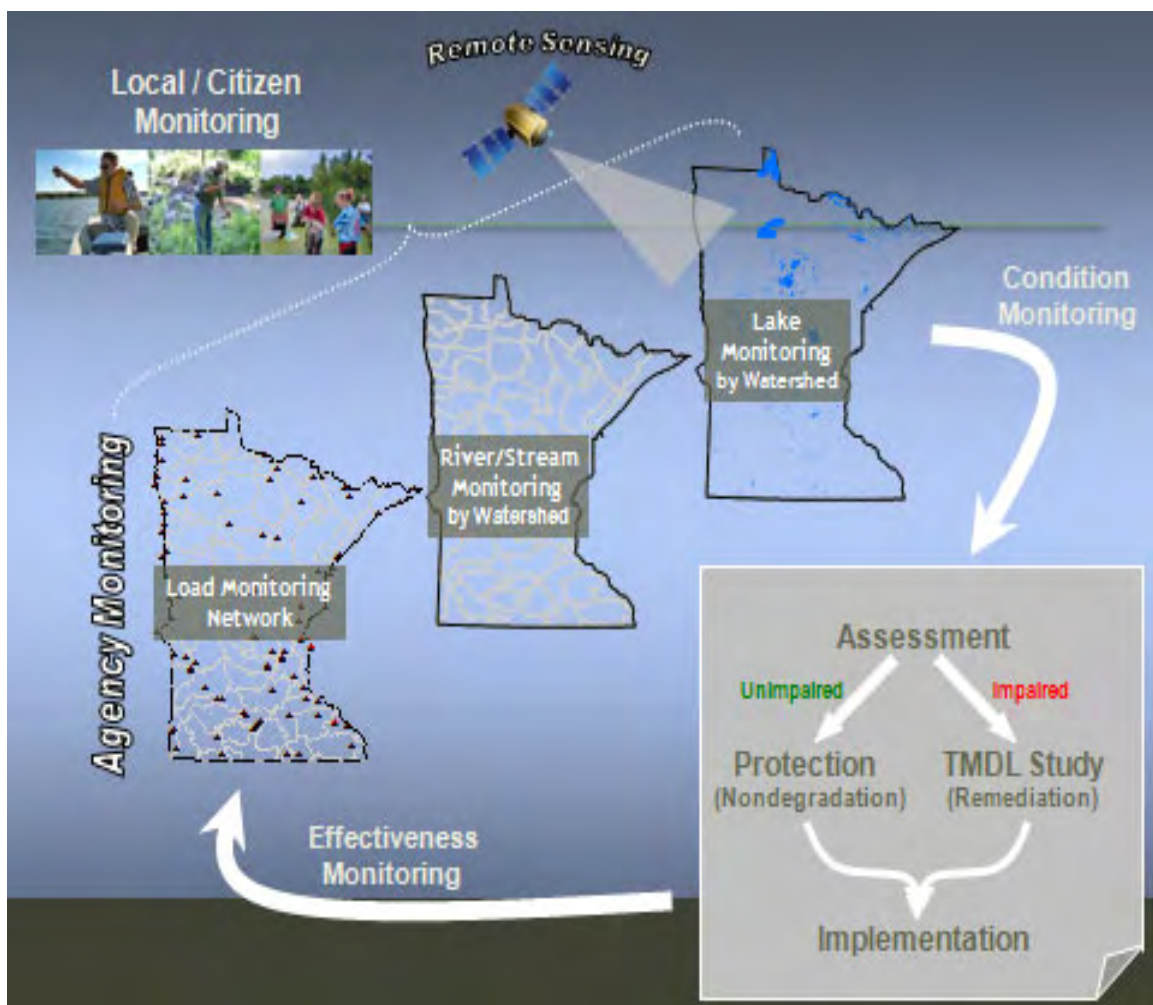 Remote Sensing
Local / Citizen
Monitoring
Condition
Monitoring
Lake
Monitoring
by Watershed
River/Stream
Monitoring
by Watershed
Load Monitoring
Network
Agency Monitoring
Assessment
Unimpaired
Impaired
Protection
(Nondegradation)
TMDL Study
(Remediation)
Implementation
Effectiveness
Monitoring